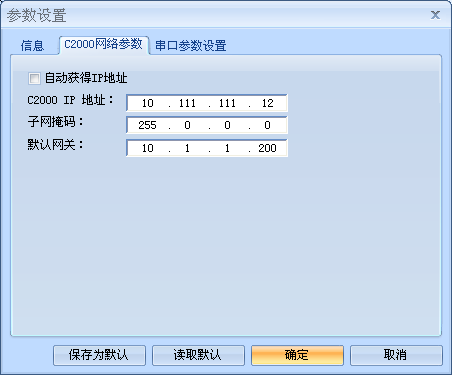 参数设置
信息 C2000网络参数 串口参数设置
自动获得IP地址
C2000 IP 地址： 10 . 111 . 111 . 12
子网掩码： 255 . 0 . 0 . 0
默认网关： 10 . 1 . 1 . 200
保存为默认 读取默认 确定 取消